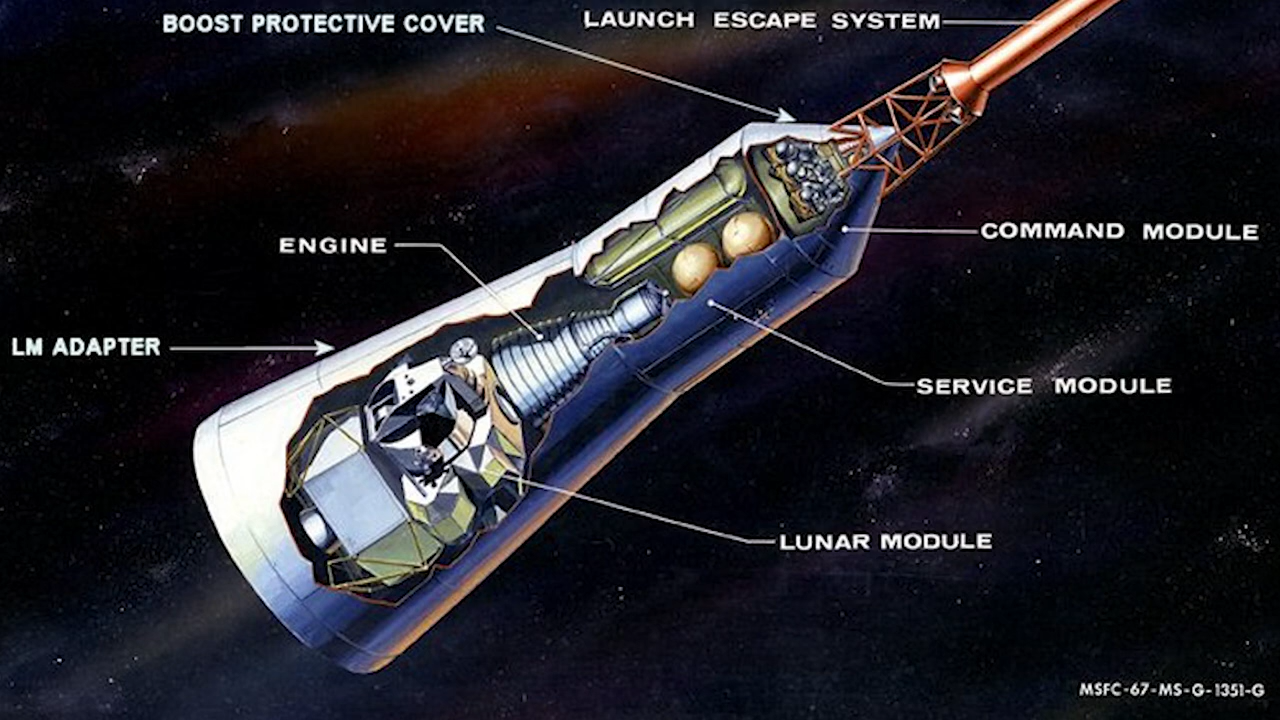 BOOST PROTECTIVE COVER
LAUNCH ESCAPE SYSTEM
ENGINE
COMMAND MODULE
LM ADAPTER
SERVICE MODULE
LUNAR MODULE
MSFC-67-MS-G-1351-G